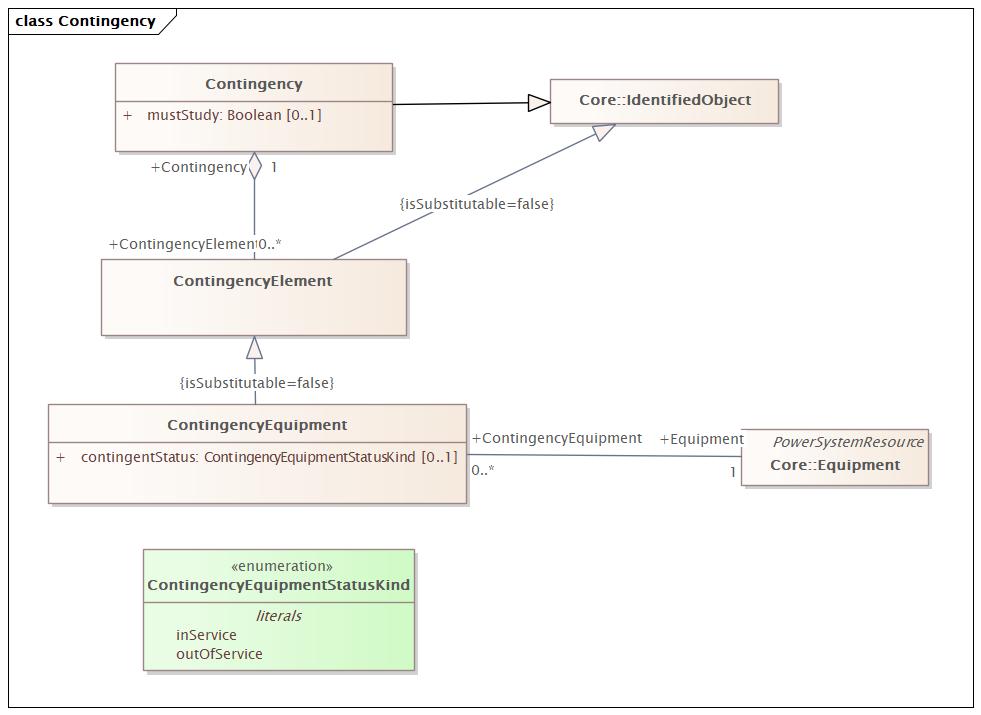 class Contingency
Contingency
+ mustStudy: Boolean [0..1]
Core::IdentifiedObject
+Contingency 1
{isSubstitutable=false}
+ContingencyElement 0..*
ContingencyElement
{isSubstitutable=false}
ContingencyEquipment
+ contingentStatus: ContingencyEquipmentStatusKind [0..1]
+ContingencyEquipment +Equipment
0..* 1
PowerSystemResource
Core::Equipment
«enumeration»
ContingencyEquipmentStatusKind
literals
inService
outOfService